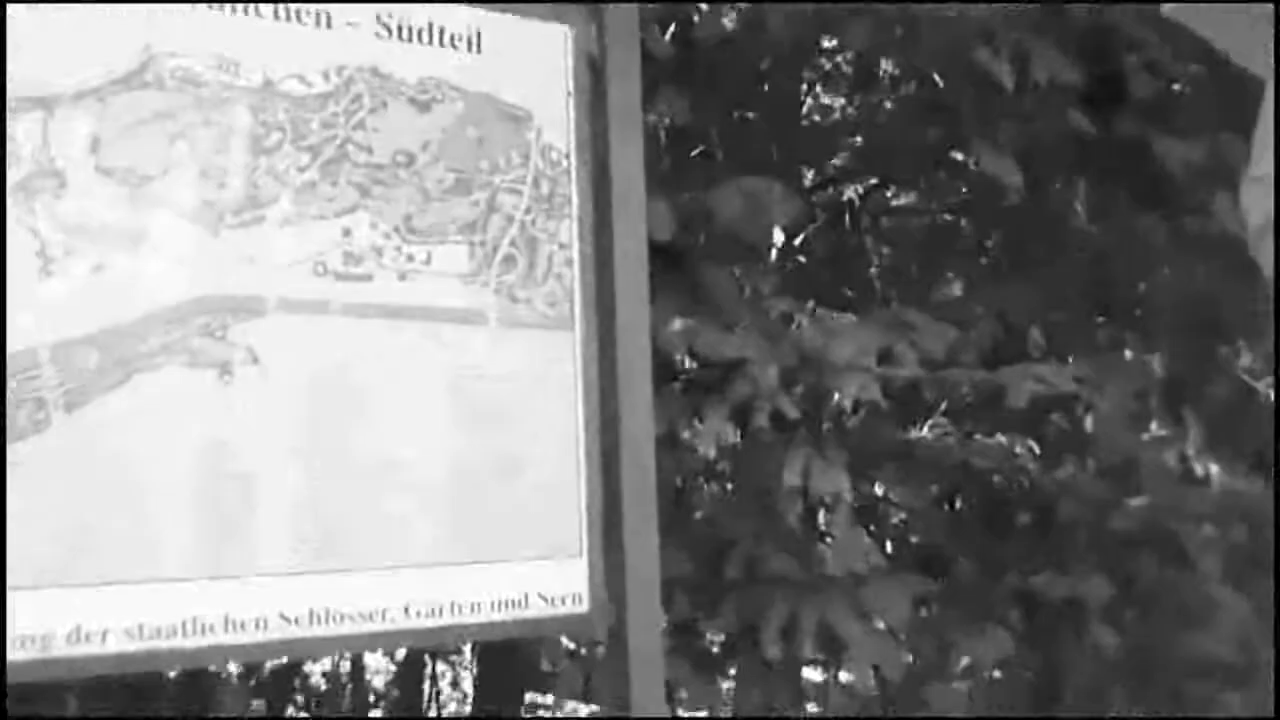 – Südteil
der staatlichen Schlösser, Gärten und Seen